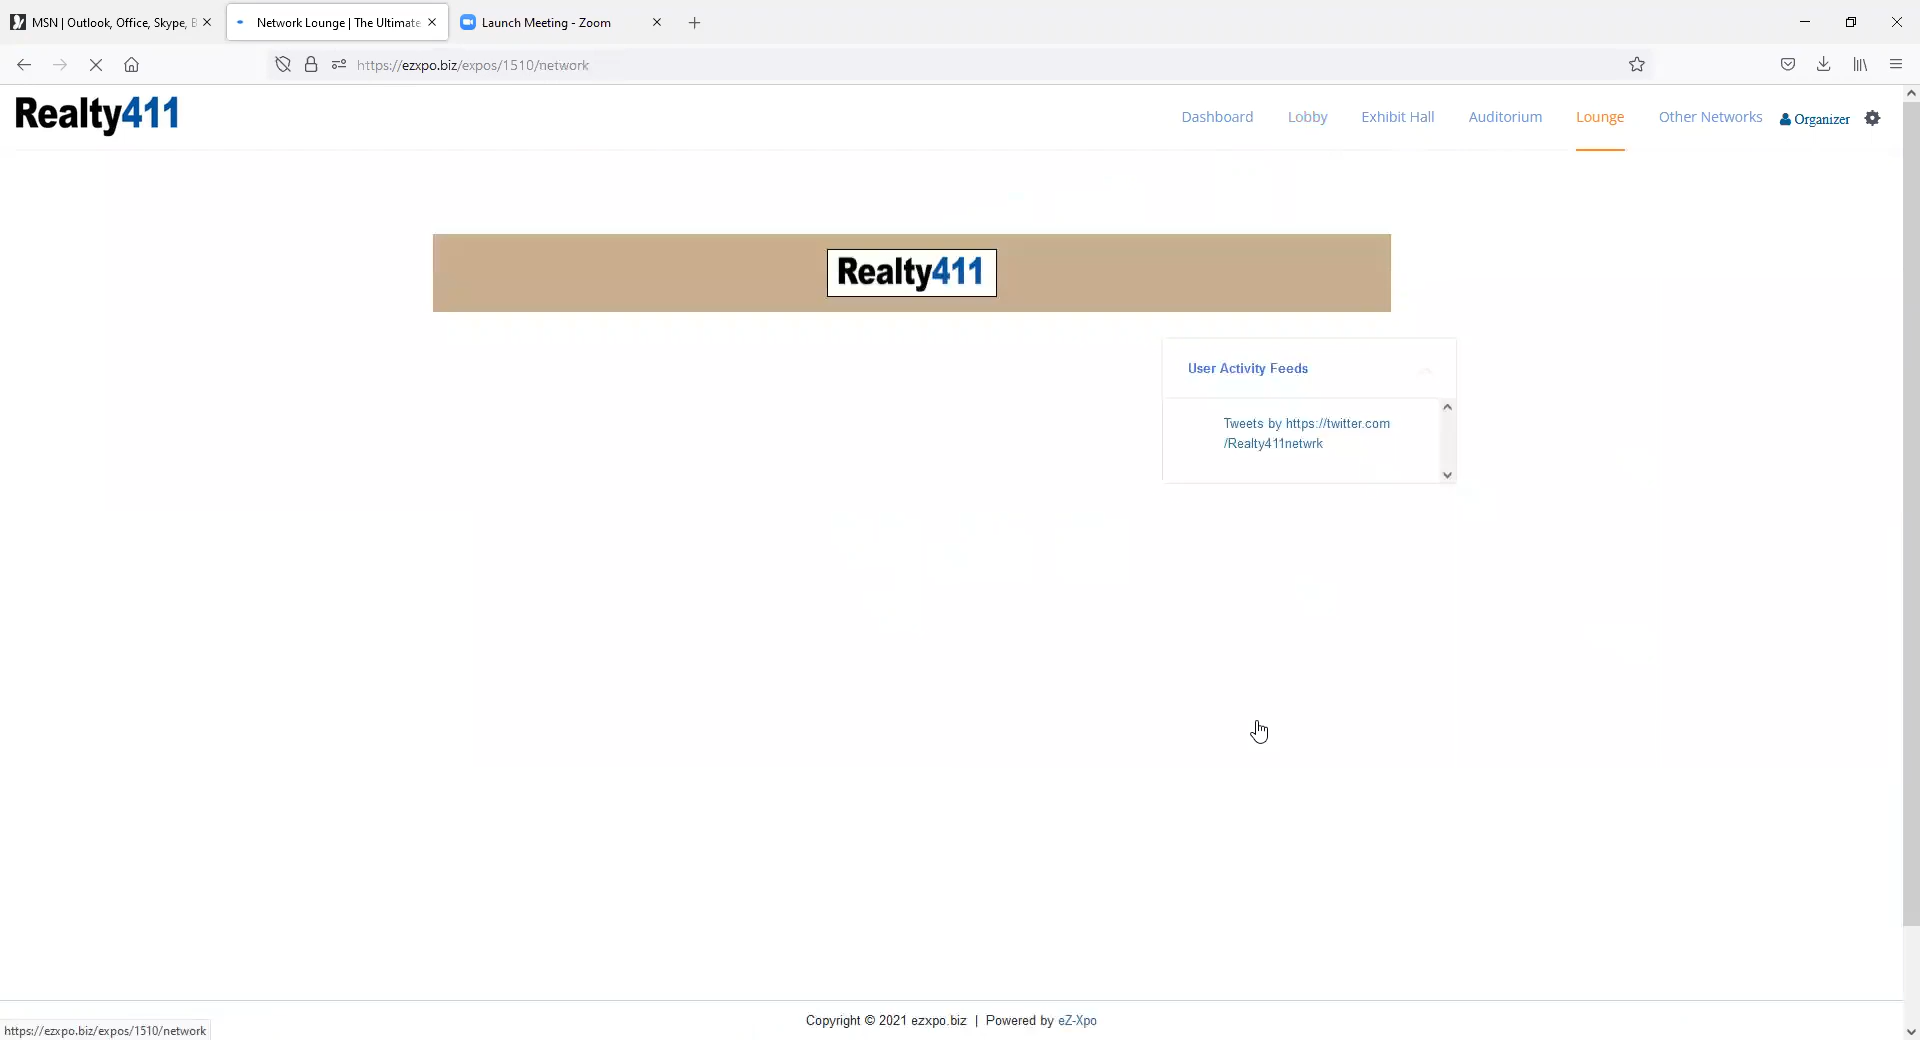 MSN | Outlook, Office, Skype, B
Network Lounge | The Ultimate
Launch Meeting - Zoom
https://ezxpo.biz/expos/1510/network
Realty411
Dashboard
Lobby
Exhibit Hall
Auditorium
Lounge
Other Networks
Organizer
Realty411
User Activity Feeds
Tweets by https://twitter.com
/Realty411netwrk
Copyright © 2021 ezxpo.biz | Powered by eZ-Xpo
https://ezxpo.biz/expos/1510/network